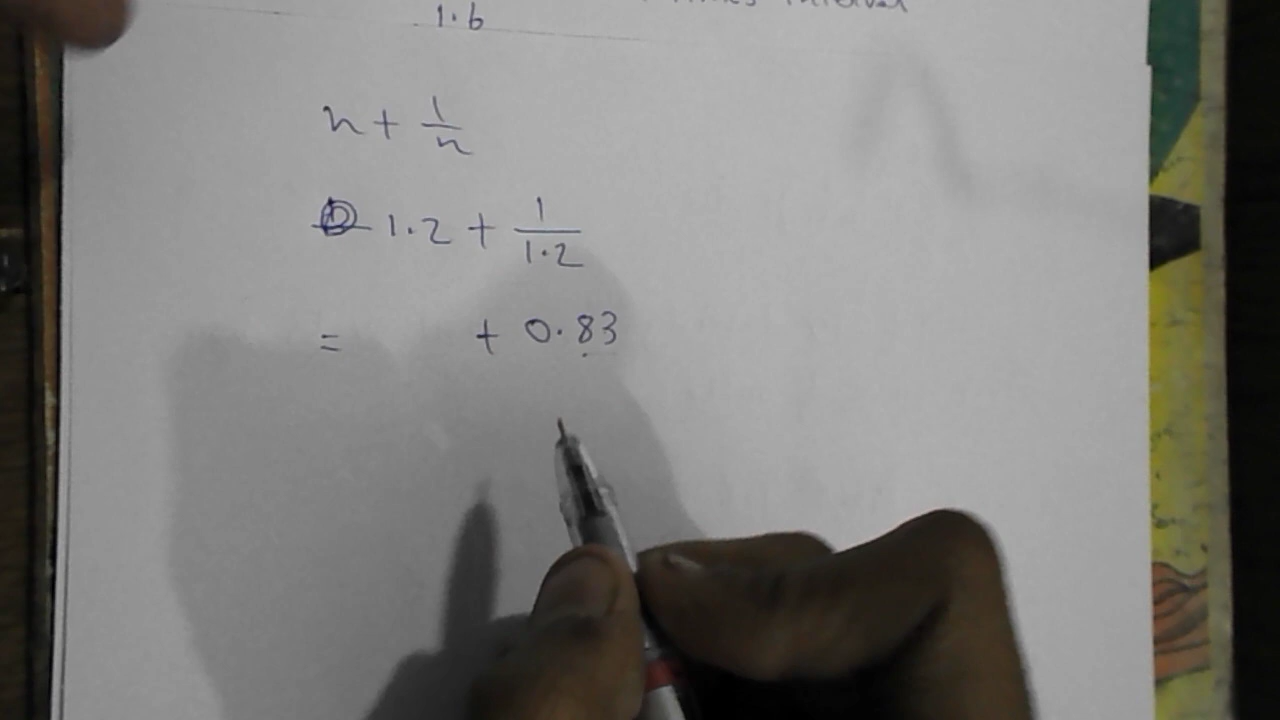 1.6
n + 1/n
1.2 + 1/1.2
= + 0.83